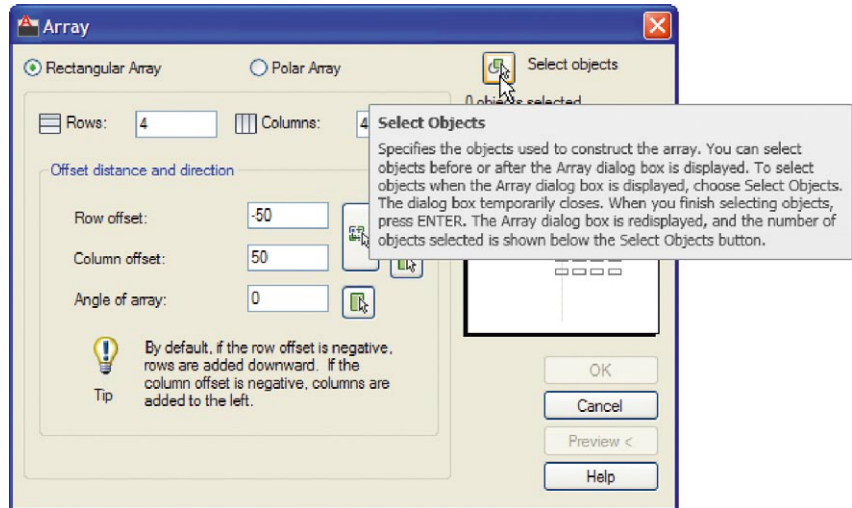 Array
Rectangular Array
Polar Array
Select objects
0 objects selected
Rows:
4
Columns:
4
Select Objects
Specifies the objects used to construct the array. You can select
objects before or after the Array dialog box is displayed. To select
objects when the Array dialog box is displayed, choose Select Objects.
The dialog box temporarily closes. When you finish selecting objects,
press ENTER. The Array dialog box is redisplayed, and the number of
objects selected is shown below the Select Objects button.
Offset distance and direction
Row offset:
-50
Column offset:
50
Angle of array:
0
Tip
By default, if the row offset is negative,
rows are added downward. If the
column offset is negative, columns are
added to the left.
OK
Cancel
Preview <
Help